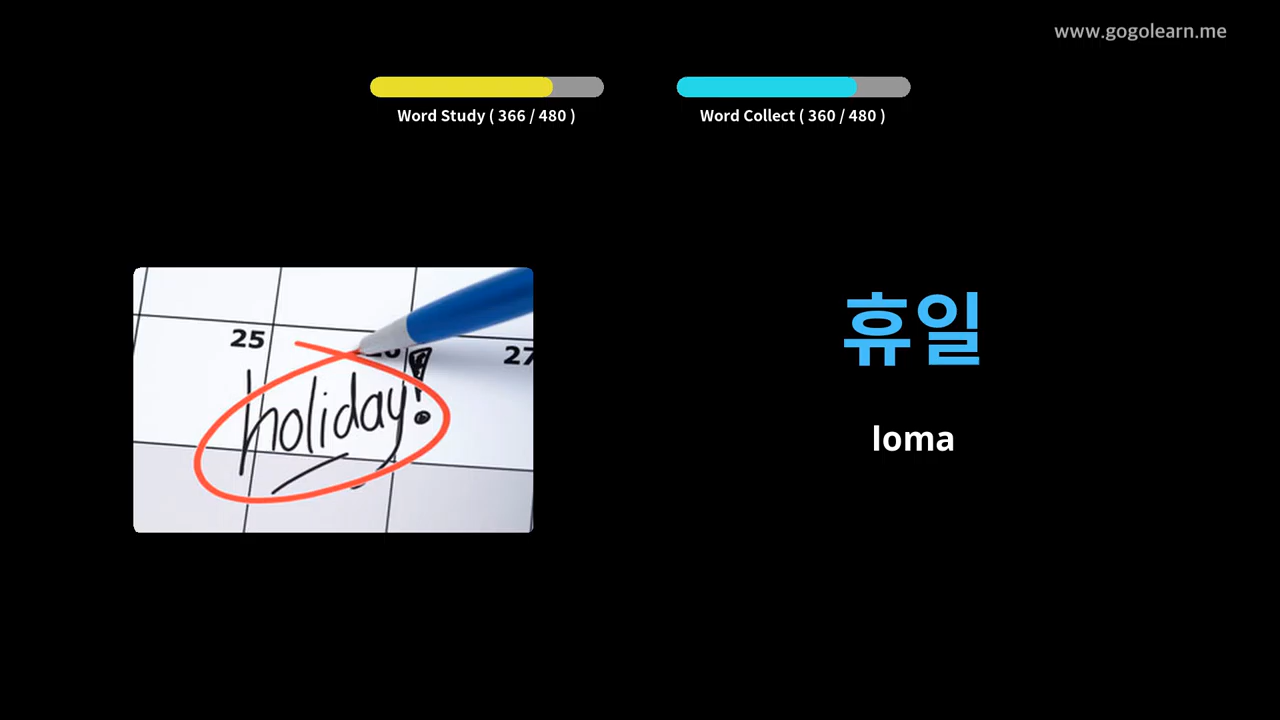 www.gogolearn.me
Word Study ( 366 / 480 )
Word Collect ( 360 / 480 )
25
27
holiday!
휴일
loma